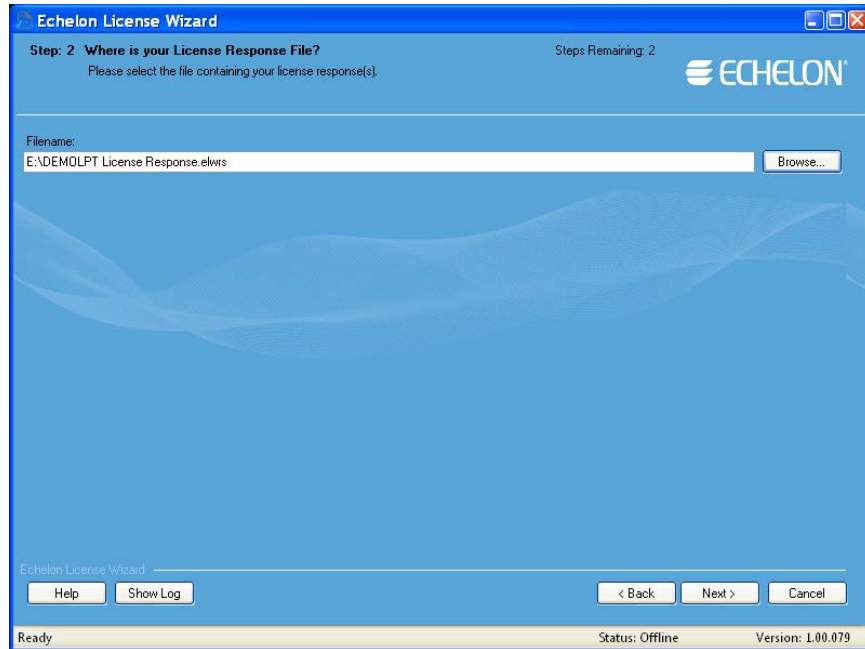 Echelon License Wizard
Step: 2 Where is your License Response File? Steps Remaining: 2
Please select the file containing your license response(s).
ECHELON
Filename:
E:\DEMOLPT License Response.elwrs Browse...
Echelon License Wizard
Help Show Log < Back Next > Cancel
Ready Status: Offline Version: 1.00.079